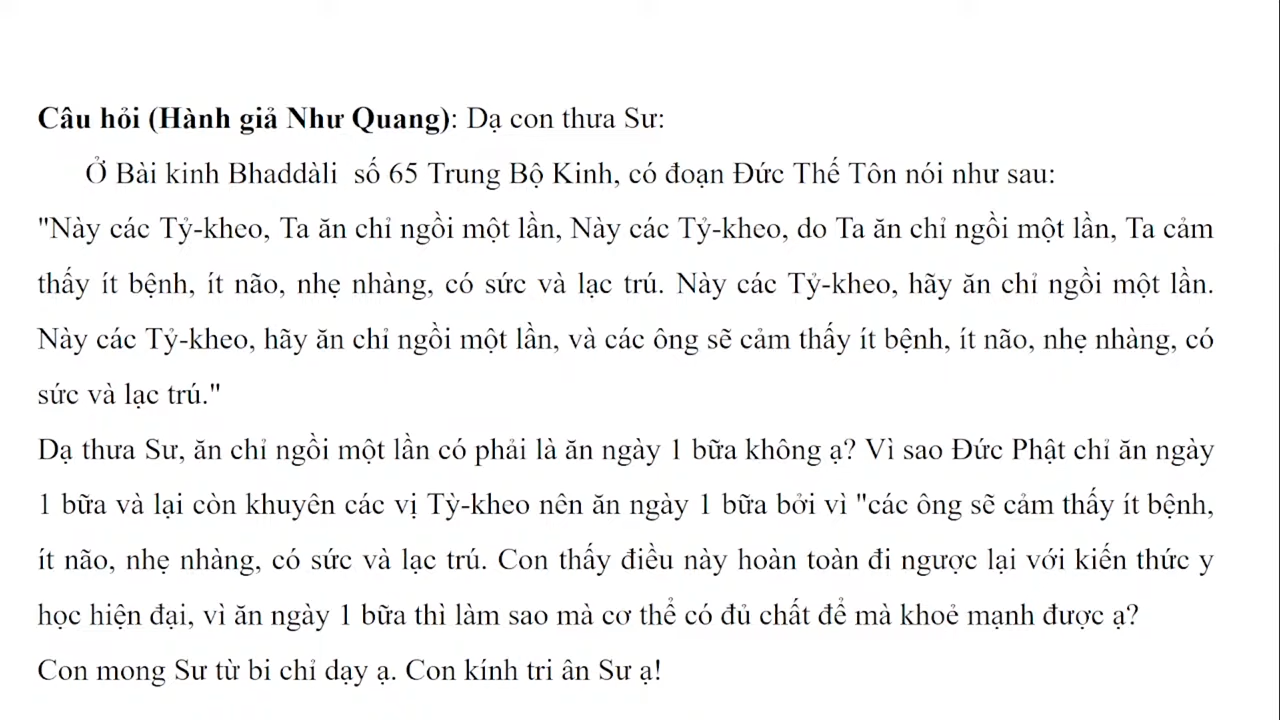 Câu hỏi (Hành giả Như Quang): Dạ con thưa Sư:
Ở Bài kinh Bhaddàli số 65 Trung Bộ Kinh, có đoạn Đức Thế Tôn nói như sau:
"Này các Tỷ-kheo, Ta ăn chỉ ngồi một lần, Này các Tỷ-kheo, do Ta ăn chỉ ngồi một lần, Ta cảm
thấy ít bệnh, ít não, nhẹ nhàng, có sức và lạc trú. Này các Tỷ-kheo, hãy ăn chỉ ngồi một lần.
Này các Tỷ-kheo, hãy ăn chỉ ngồi một lần, và các ông sẽ cảm thấy ít bệnh, ít não, nhẹ nhàng, có
sức và lạc trú."
Dạ thưa Sư, ăn chỉ ngồi một lần có phải là ăn ngày 1 bữa không ạ? Vì sao Đức Phật chỉ ăn ngày
1 bữa và lại còn khuyên các vị Tỳ-kheo nên ăn ngày 1 bữa bởi vì "các ông sẽ cảm thấy ít bệnh,
ít não, nhẹ nhàng, có sức và lạc trú. Con thấy điều này hoàn toàn đi ngược lại với kiến thức y
học hiện đại, vì ăn ngày 1 bữa thì làm sao mà cơ thể có đủ chất để mà khoẻ mạnh được ạ?
Con mong Sư từ bi chỉ dạy ạ. Con kính tri ân Sư ạ!